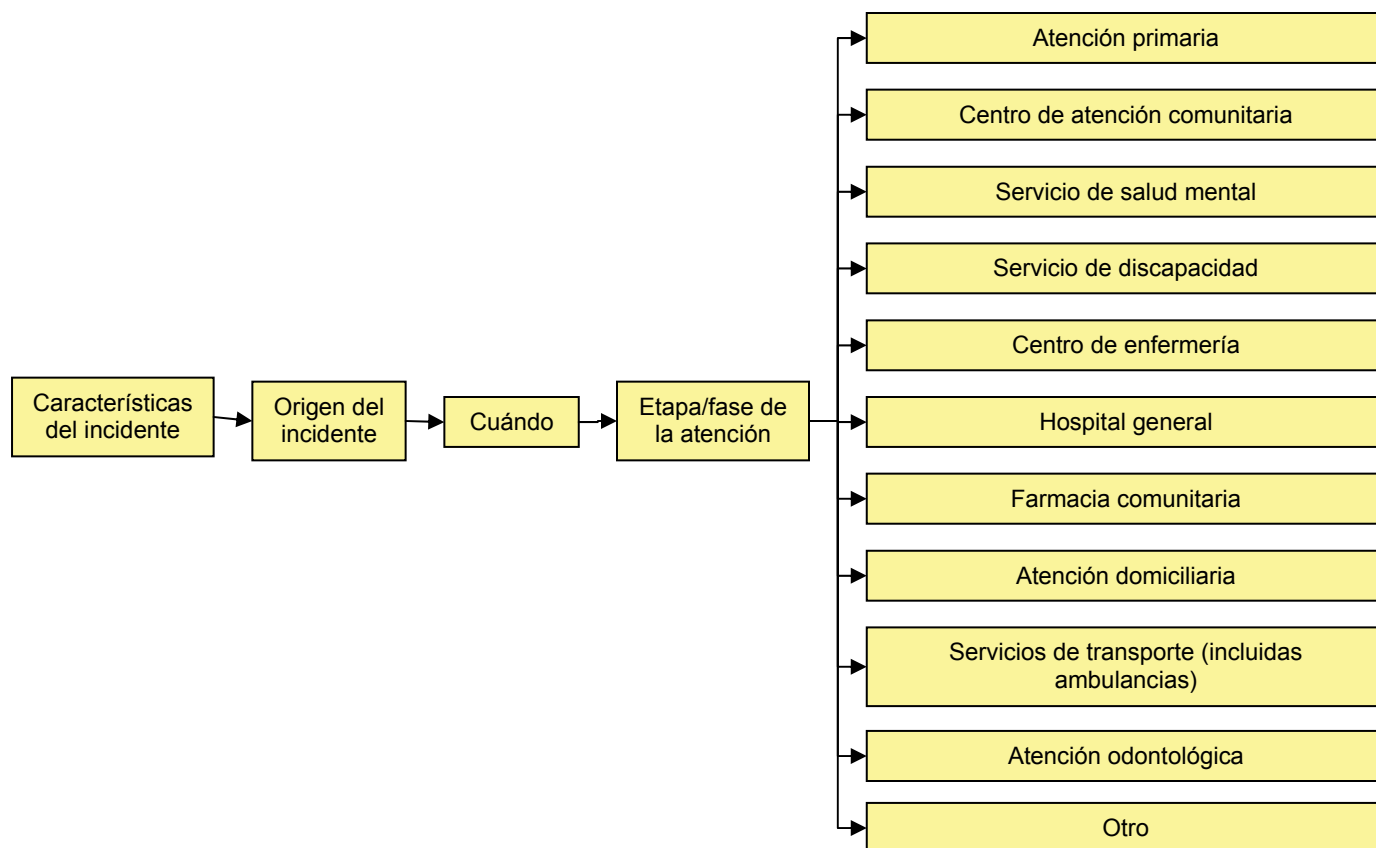 Características
del incidente
Origen del
incidente
Cuándo
Etapa/fase de
la atención
Atención primaria
Centro de atención comunitaria
Servicio de salud mental
Servicio de discapacidad
Centro de enfermería
Hospital general
Farmacia comunitaria
Atención domiciliaria
Servicios de transporte (incluidas
ambulancias)
Atención odontológica
Otro